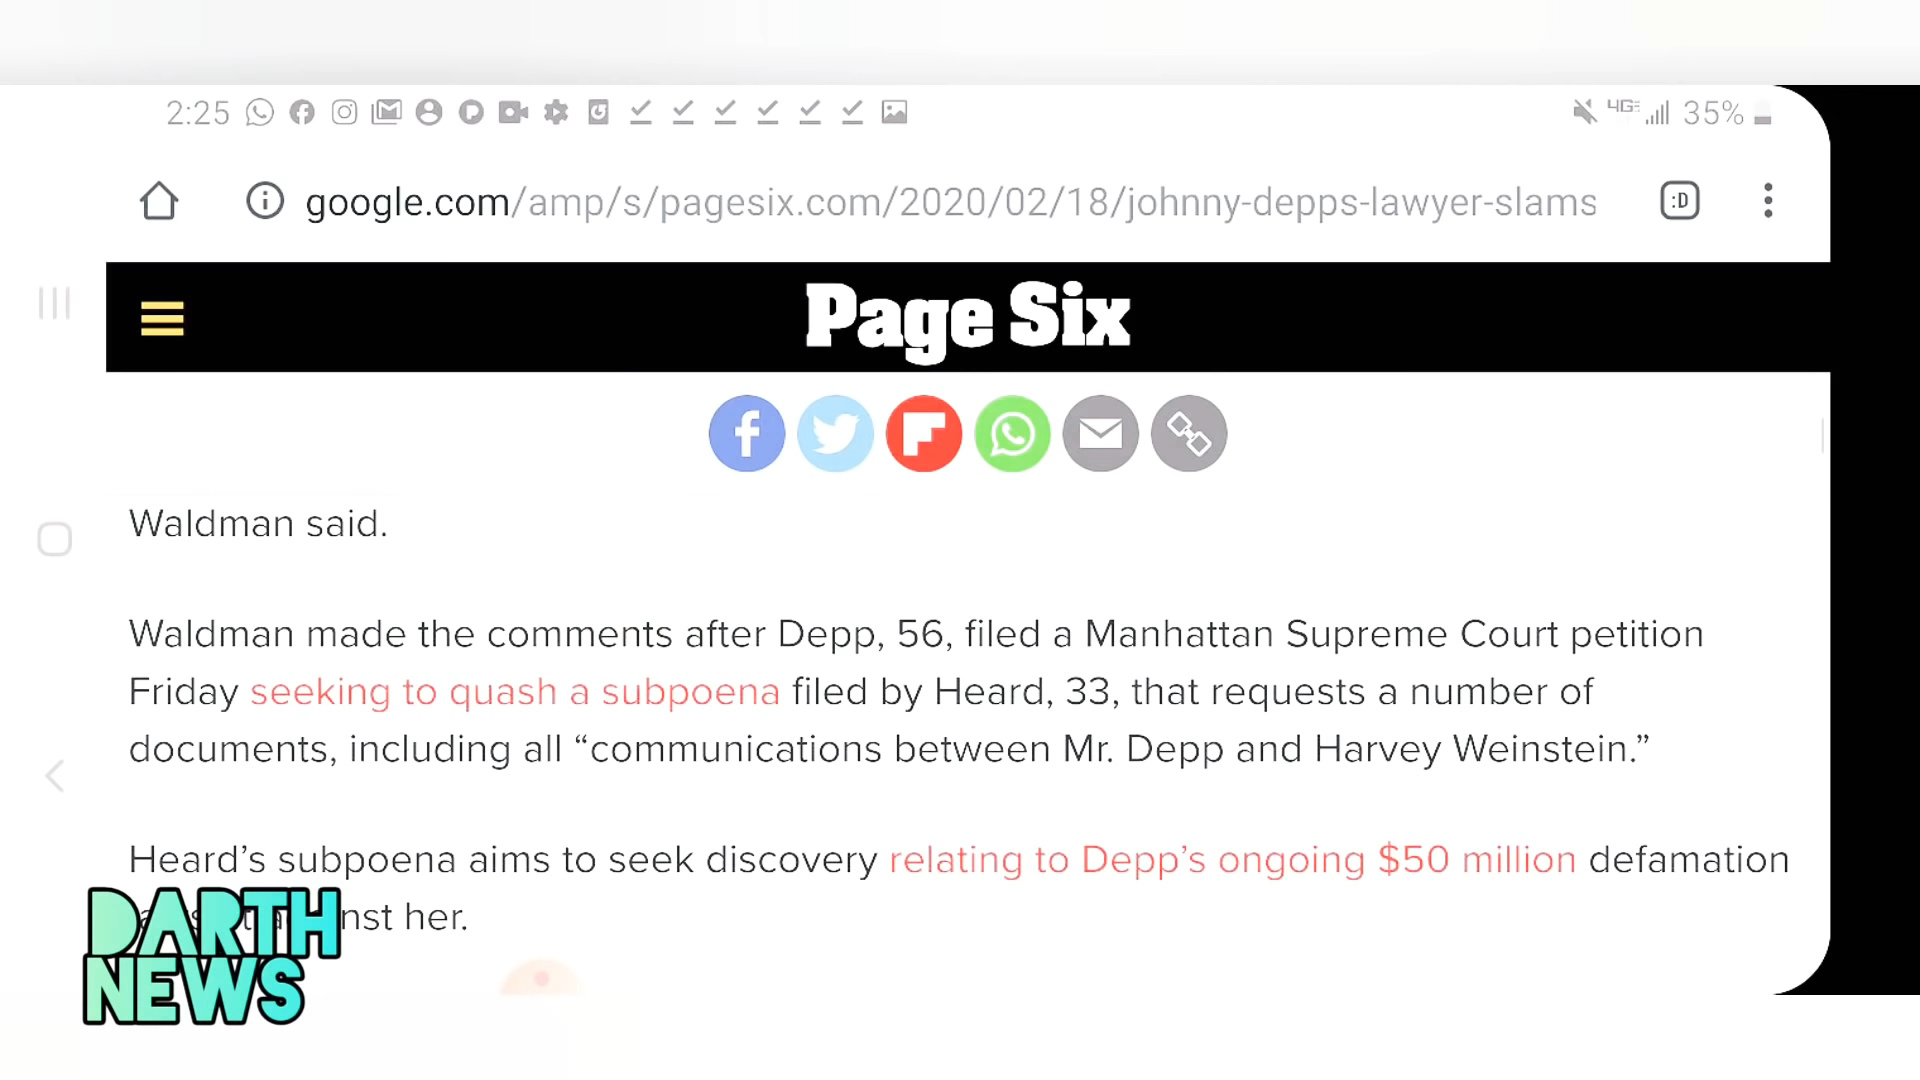 2:25
4GE 35%
google.com/amp/s/pagesix.com/2020/02/18/johnny-depps-lawyer-slams
:D
Page Six
Waldman said.
Waldman made the comments after Depp, 56, filed a Manhattan Supreme Court petition
Friday seeking to quash a subpoena filed by Heard, 33, that requests a number of
documents, including all “communications between Mr. Depp and Harvey Weinstein.”
Heard’s subpoena aims to seek discovery relating to Depp’s ongoing $50 million defamation
her.
DARTH
NEWS